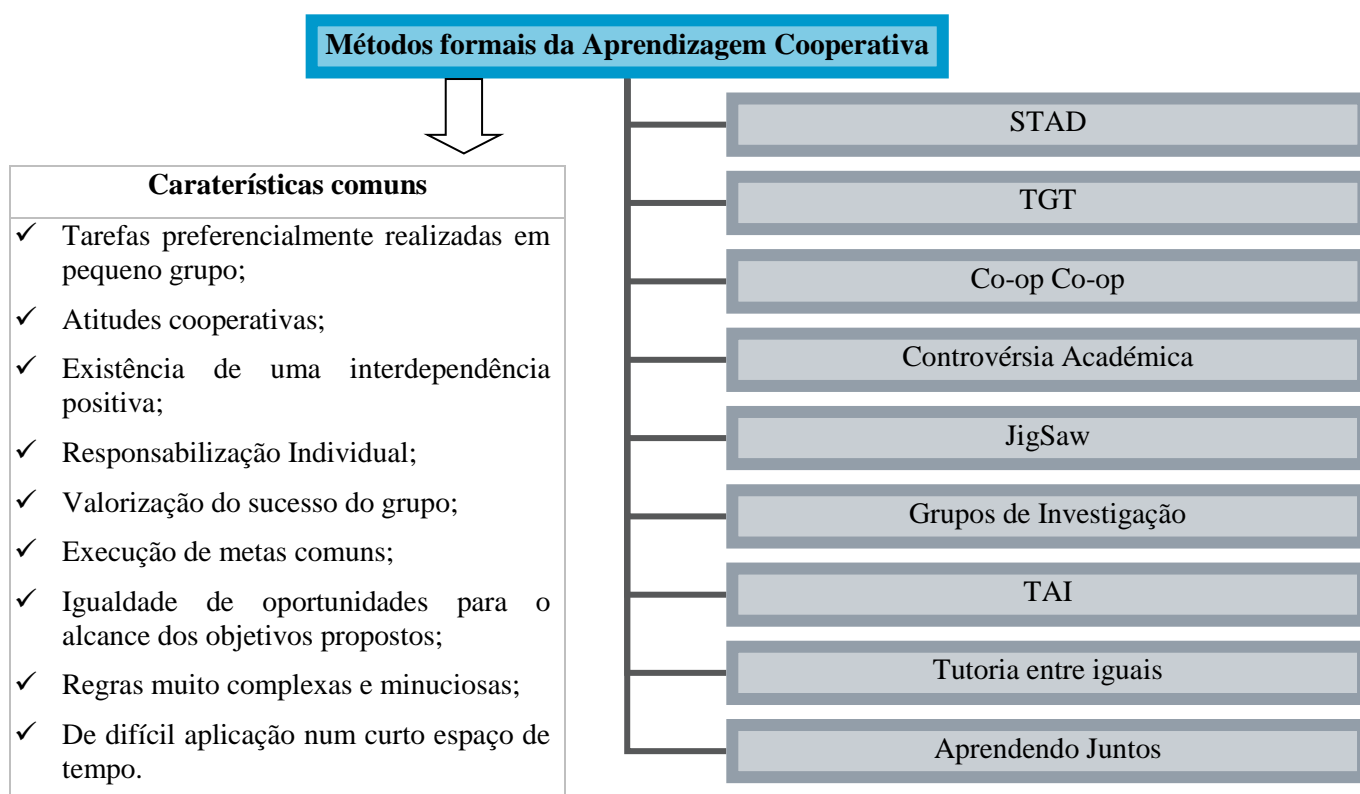 Métodos formais da Aprendizagem Cooperativa
Caraterísticas comuns
✓ Tarefas preferencialmente realizadas em
pequeno grupo;
✓ Atitudes cooperativas;
✓ Existência de uma interdependência
positiva;
✓ Responsabilização Individual;
✓ Valorização do sucesso do grupo;
✓ Execução de metas comuns;
✓ Igualdade de oportunidades para o
alcance dos objetivos propostos;
✓ Regras muito complexas e minuciosas;
✓ De difícil aplicação num curto espaço de
tempo.
STAD
TGT
Co-op Co-op
Controvérsia Académica
JigSaw
Grupos de Investigação
TAI
Tutoria entre iguais
Aprendendo Juntos